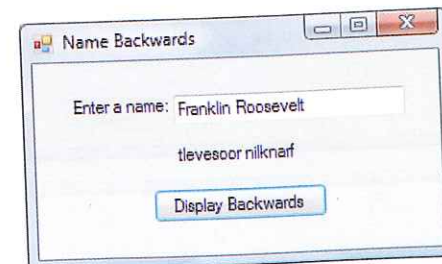 Name Backwards
Enter a name: Franklin Roosevelt
tlevesoor nilknarf
Display Backwards